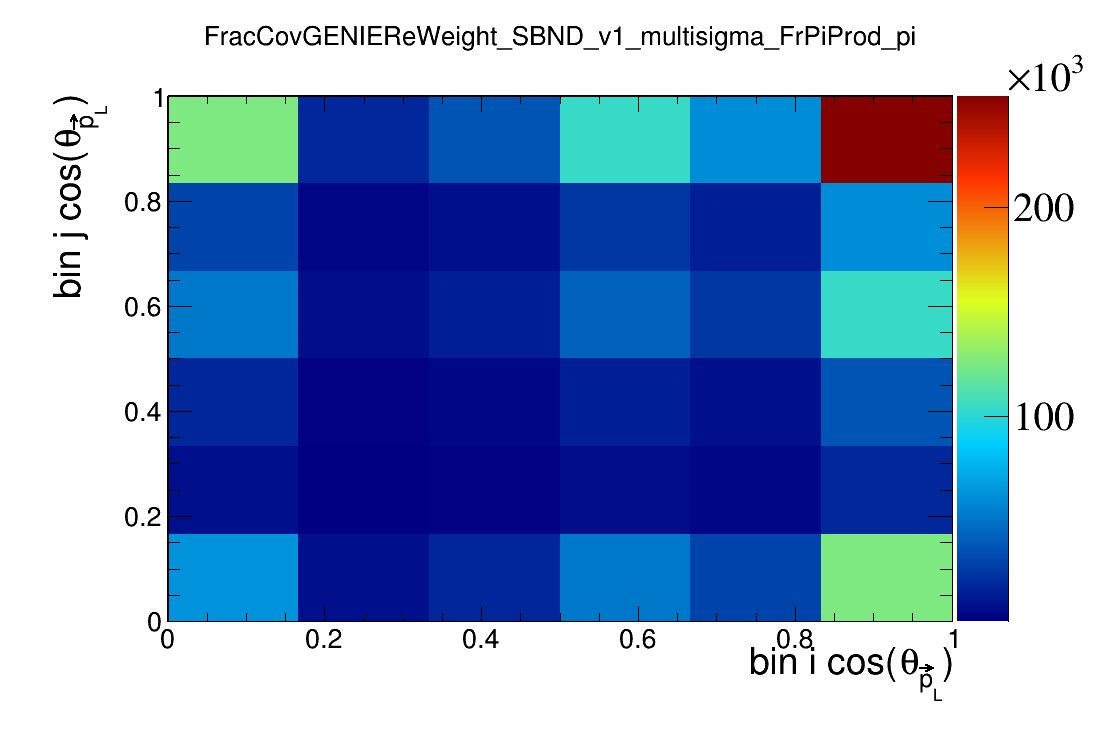 FracCovGENIEReWeight_SBND_v1_multisigma_FrPiProd_pi
×10³
bin j cos(θ_p⃗_L)
1
0.8
0.6
0.4
0.2
0
0 0.2 0.4 0.6 0.8 1
bin i cos(θ_p⃗_L)
200
100